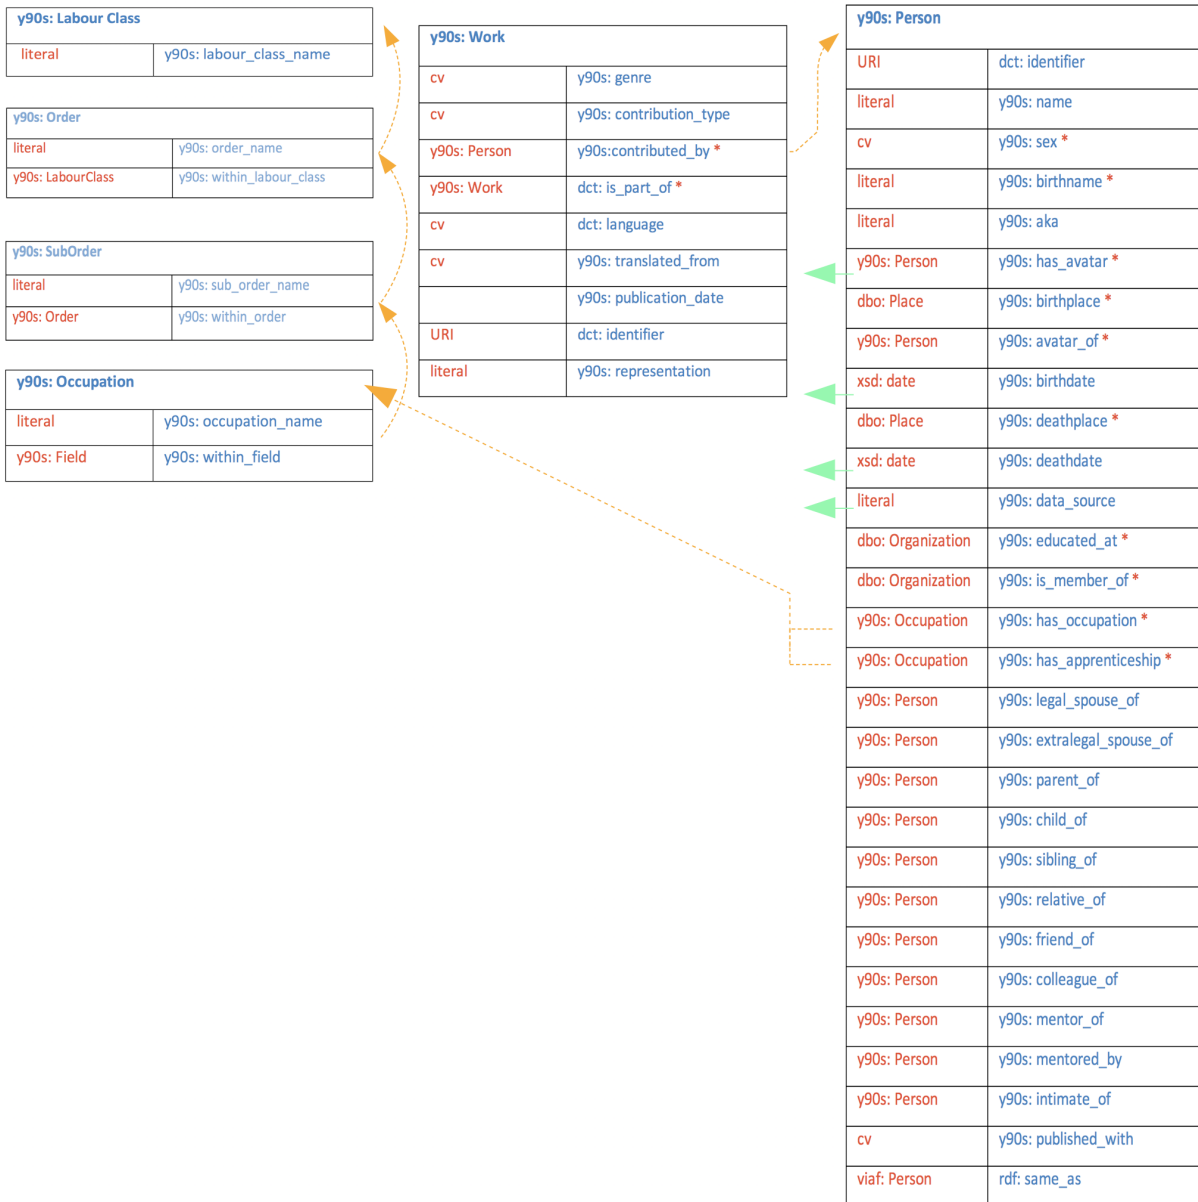 y90s: Labour Class
literal y90s: labour_class_name
y90s: Order
literal y90s: order_name
y90s: LabourClass y90s: within_labour_class
y90s: SubOrder
literal y90s: sub_order_name
y90s: Order y90s: within_order
y90s: Occupation
literal y90s: occupation_name
y90s: Field y90s: within_field
y90s: Work
cv y90s: genre
cv y90s: contribution_type
y90s: Person y90s:contributed_by *
y90s: Work dct: is_part_of *
cv dct: language
cv y90s: translated_from
y90s: publication_date
URI dct: identifier
literal y90s: representation
y90s: Person
URI dct: identifier
literal y90s: name
cv y90s: sex *
literal y90s: birthname *
literal y90s: aka
y90s: Person y90s: has_avatar *
dbo: Place y90s: birthplace *
y90s: Person y90s: avatar_of *
xsd: date y90s: birthdate
dbo: Place y90s: deathplace *
xsd: date y90s: deathdate
literal y90s: data_source
dbo: Organization y90s: educated_at *
dbo: Organization y90s: is_member_of *
y90s: Occupation y90s: has_occupation *
y90s: Occupation y90s: has_apprenticeship *
y90s: Person y90s: legal_spouse_of
y90s: Person y90s: extralegal_spouse_of
y90s: Person y90s: parent_of
y90s: Person y90s: child_of
y90s: Person y90s: sibling_of
y90s: Person y90s: relative_of
y90s: Person y90s: friend_of
y90s: Person y90s: colleague_of
y90s: Person y90s: mentor_of
y90s: Person y90s: mentored_by
y90s: Person y90s: intimate_of
cv y90s: published_with
viaf: Person rdf: same_as